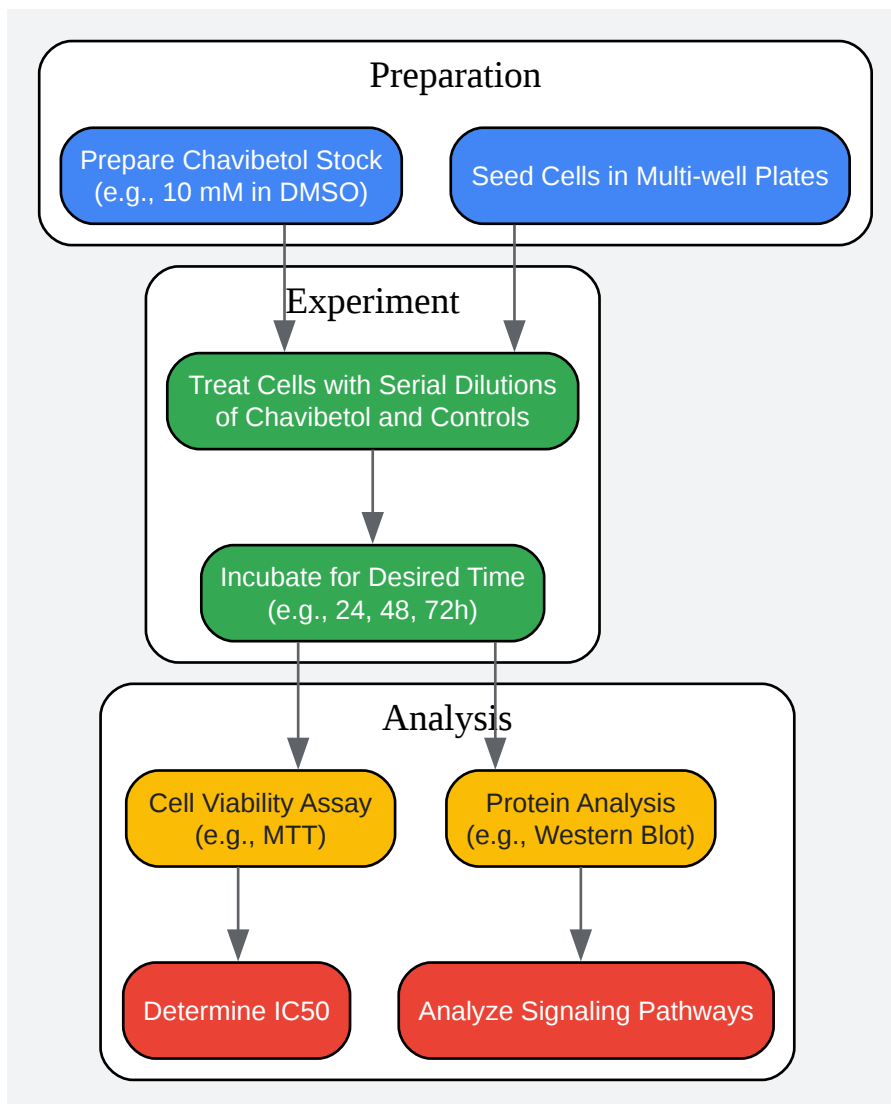 Preparation
Prepare Chavibetol Stock
(e.g., 10 mM in DMSO)
Seed Cells in Multi-well Plates
Experiment
Treat Cells with Serial Dilutions
of Chavibetol and Controls
Incubate for Desired Time
(e.g., 24, 48, 72h)
Analysis
Cell Viability Assay
(e.g., MTT)
Protein Analysis
(e.g., Western Blot)
Determine IC50
Analyze Signaling Pathways